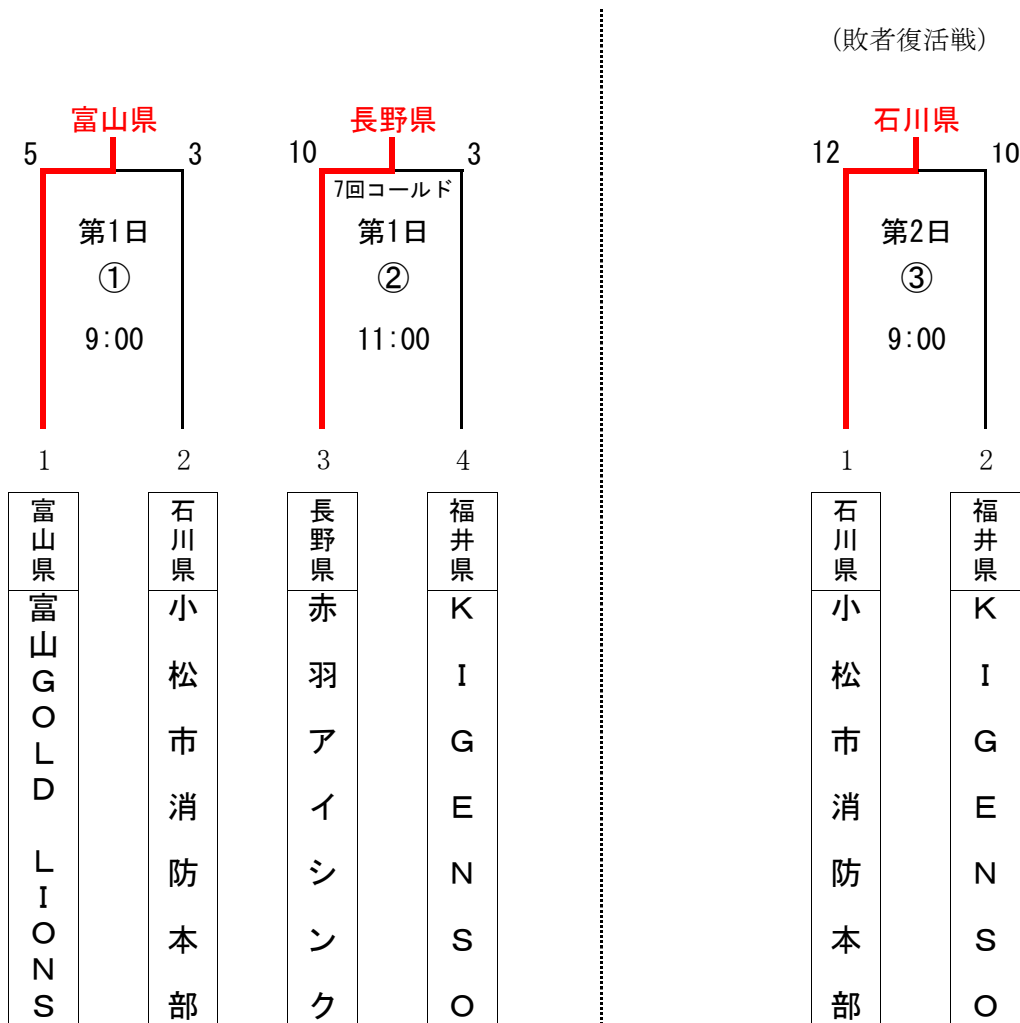 (敗者復活戦)
富山県
5
3
第1日
①
9:00
長野県
10
3
7回コールド
第1日
②
11:00
石川県
12
10
第2日
③
9:00
1
2
3
4
1
2
富山県
富山GOLD LIONS
石川県
小松市消防本部
長野県
赤羽アイシンク
福井県
KIGENSO
石川県
小松市消防本部
福井県
KIGENSO